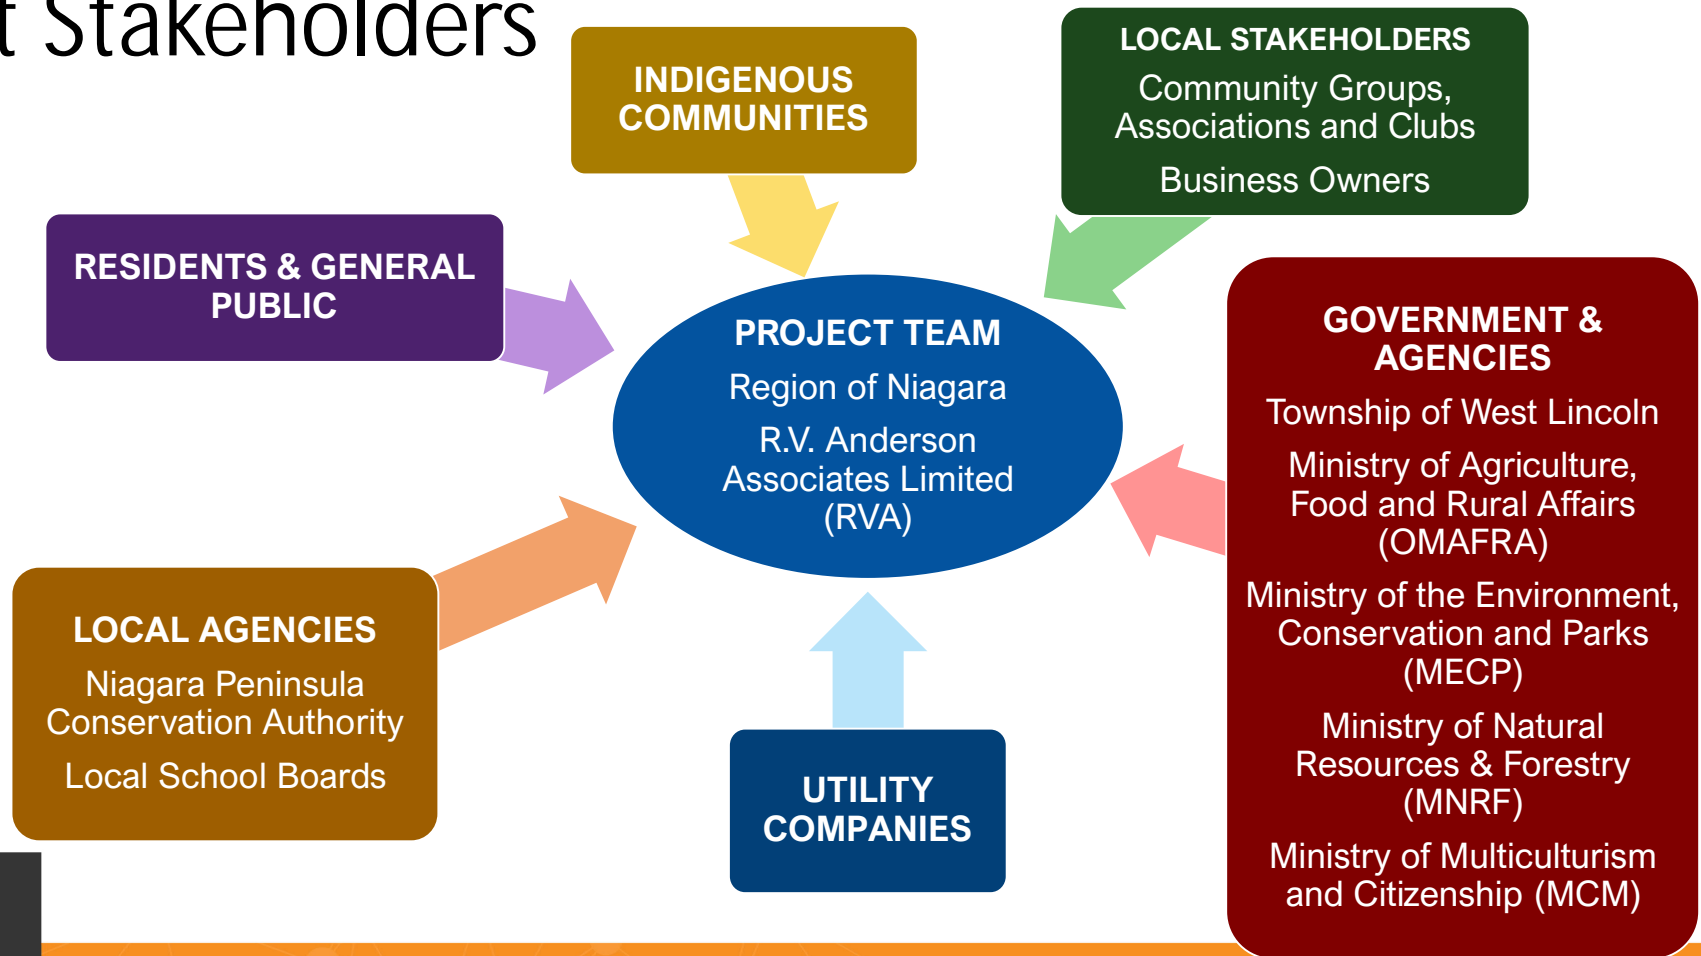 t Stakeholders
INDIGENOUS
COMMUNITIES
LOCAL STAKEHOLDERS
Community Groups,
Associations and Clubs
Business Owners
RESIDENTS & GENERAL
PUBLIC
PROJECT TEAM
Region of Niagara
R.V. Anderson
Associates Limited
(RVA)
GOVERNMENT &
AGENCIES
Township of West Lincoln
Ministry of Agriculture,
Food and Rural Affairs
(OMAFRA)
Ministry of the Environment,
Conservation and Parks
(MECP)
Ministry of Natural
Resources & Forestry
(MNRF)
Ministry of Multiculturism
and Citizenship (MCM)
LOCAL AGENCIES
Niagara Peninsula
Conservation Authority
Local School Boards
UTILITY
COMPANIES